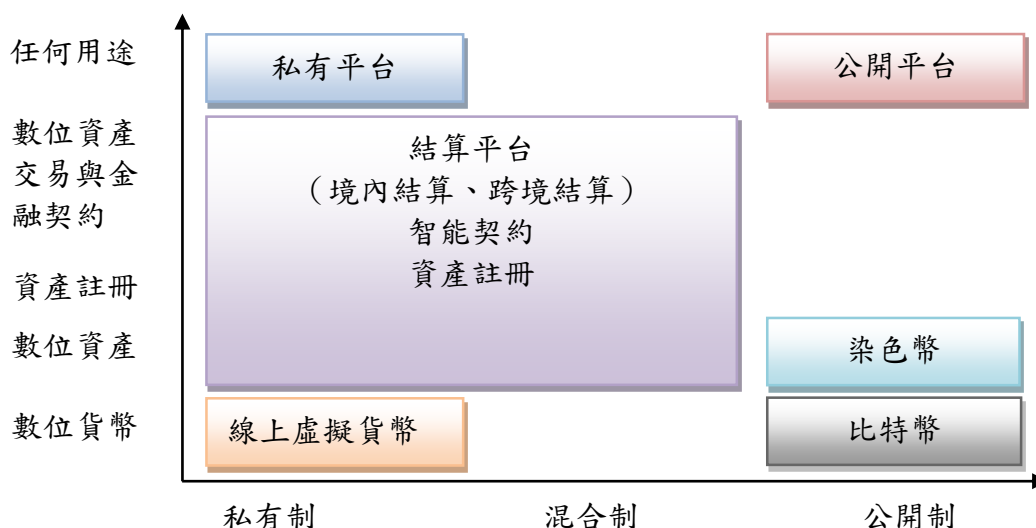 任何用途
私有平台
公開平台
數位資產
交易與金
融契約
結算平台
（境內結算、跨境結算）
智能契約
資產註冊
資產註冊
數位資產
染色幣
數位貨幣
線上虛擬貨幣
比特幣
私有制
混合制
公開制